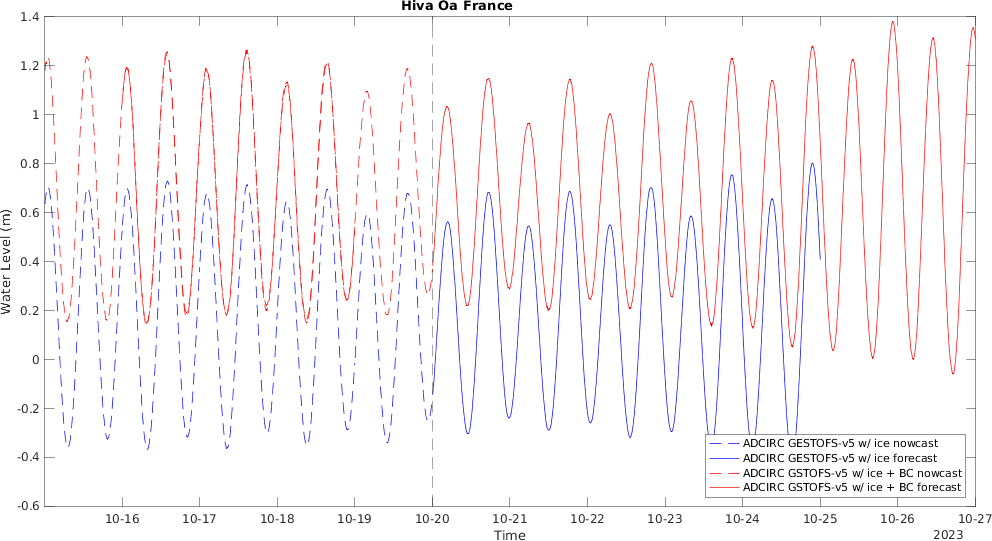 Hiva Oa France
1.4
1.2
1
0.8
0.6
0.4
0.2
0
-0.2
-0.4
-0.6
Water Level (m)
ADCIRC GESTOFS-v5 w/ ice nowcast
ADCIRC GESTOFS-v5 w/ ice forecast
ADCIRC GSTOFS-v5 w/ ice + BC nowcast
ADCIRC GSTOFS-v5 w/ ice + BC forecast
10-16 10-17 10-18 10-19 10-20 10-21 10-22 10-23 10-24 10-25 10-26 10-27
Time
2023